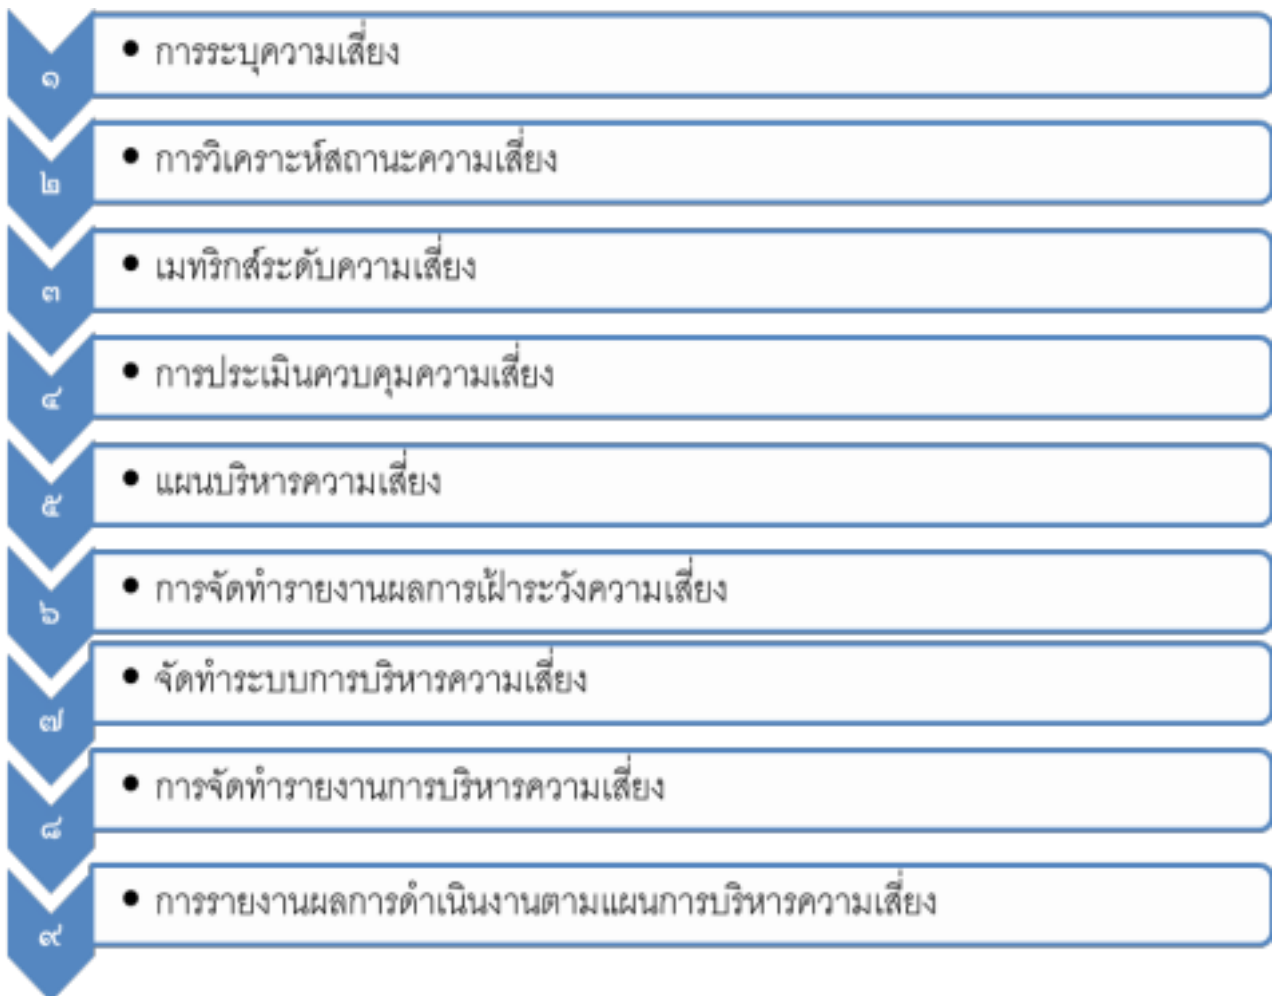 ๑
• การระบุความเสี่ยง
๒
• การวิเคราะห์สถานะความเสี่ยง
๓
• เมทริกส์ระดับความเสี่ยง
๔
• การประเมินควบคุมความเสี่ยง
๕
• แผนบริหารความเสี่ยง
๖
• การจัดทำรายงานผลการเฝ้าระวังความเสี่ยง
๗
• จัดทำระบบการบริหารความเสี่ยง
๘
• การจัดทำรายงานการบริหารความเสี่ยง
๙
• การรายงานผลการดำเนินงานตามแผนการบริหารความเสี่ยง